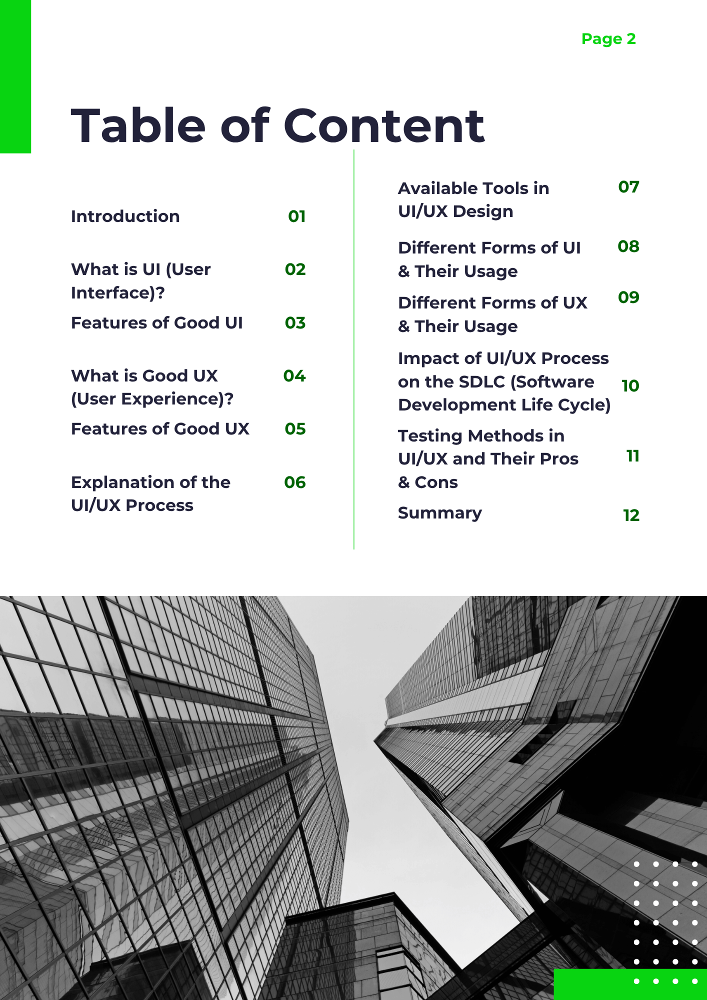 Page 2
Table of Content
Introduction 01
What is UI (User 02
Interface)?
Features of Good UI 03
What is Good UX 04
(User Experience)?
Features of Good UX 05
Explanation of the 06
UI/UX Process
Available Tools in 07
UI/UX Design
Different Forms of UI 08
& Their Usage
Different Forms of UX 09
& Their Usage
Impact of UI/UX Process
on the SDLC (Software 10
Development Life Cycle)
Testing Methods in
UI/UX and Their Pros 11
& Cons
Summary 12